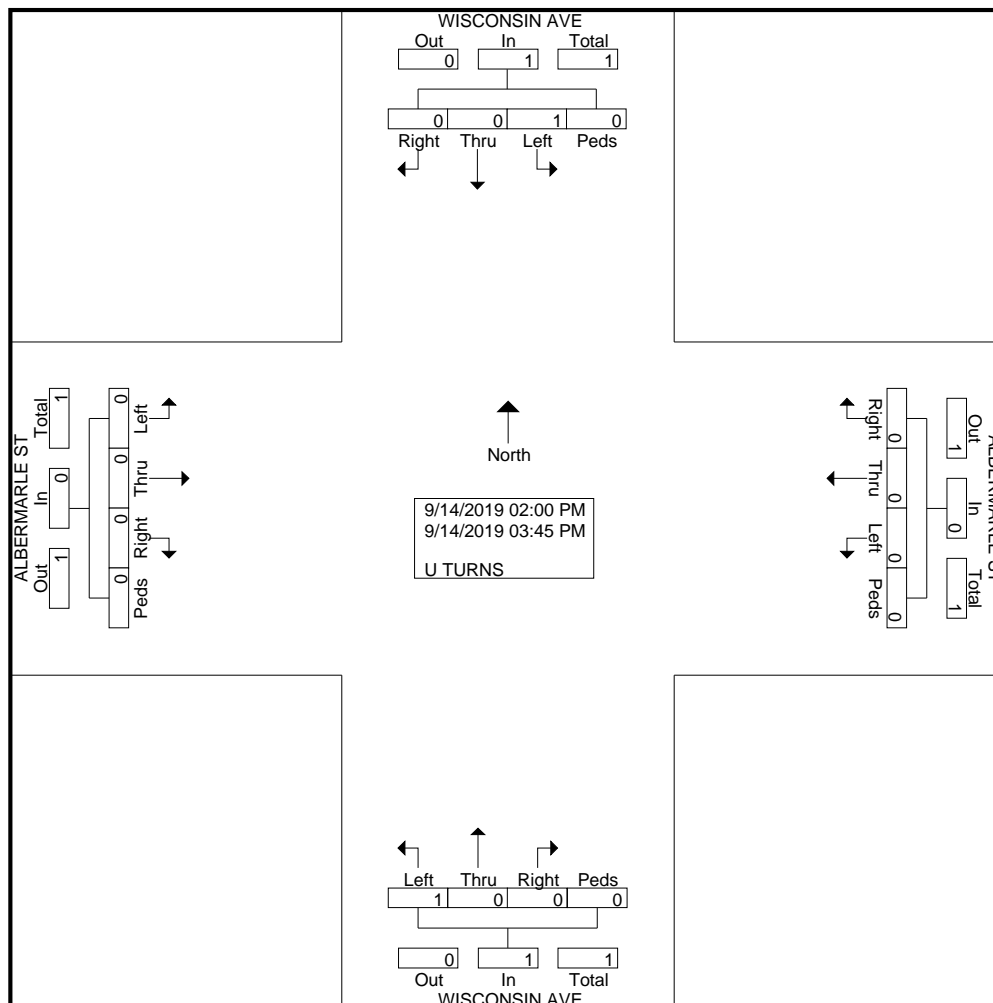 WISCONSIN AVE
Out In Total
0 1 1
0 0 1 0
Right Thru Left Peds
ALBERMARLE ST
Out In Total
1 0 1
Left Thru Right Peds
0 0 0 0
North
9/14/2019 02:00 PM
9/14/2019 03:45 PM
U TURNS
Right Thru Left Peds
0 0 0 0
Out In Total
1 0 1
ALBERMARLE ST
Left Thru Right Peds
1 0 0 0
0 1 1
Out In Total
WISCONSIN AVE